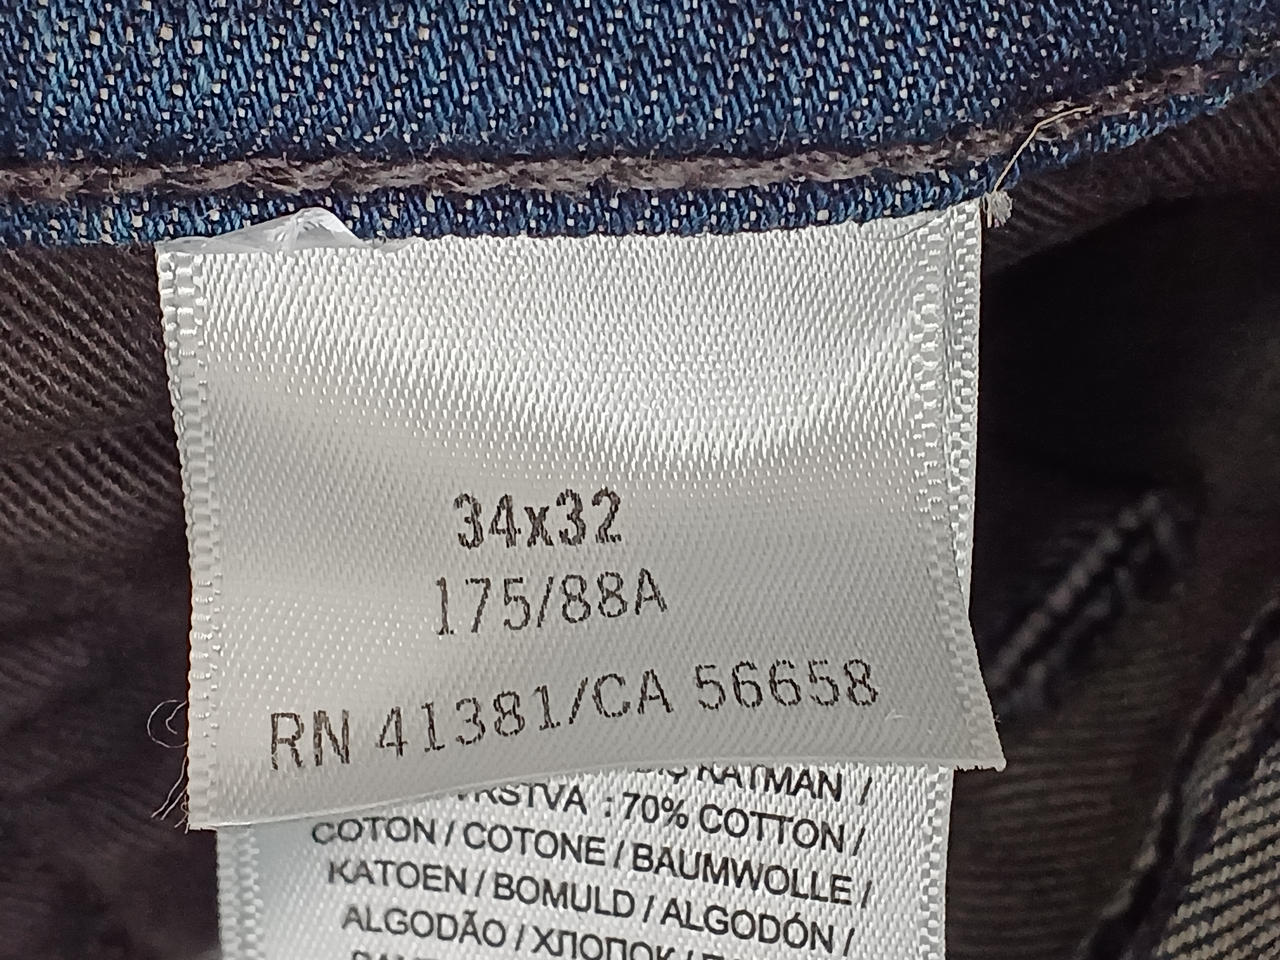 34x32
175/88A
RN 41381/CA 56658
KATMAN /
: 70% COTTON /
COTON / COTONE / BAUMWOLLE /
KATOEN / BOMULD / ALGODÓN /
ALGODÃO / ХЛОПОК /